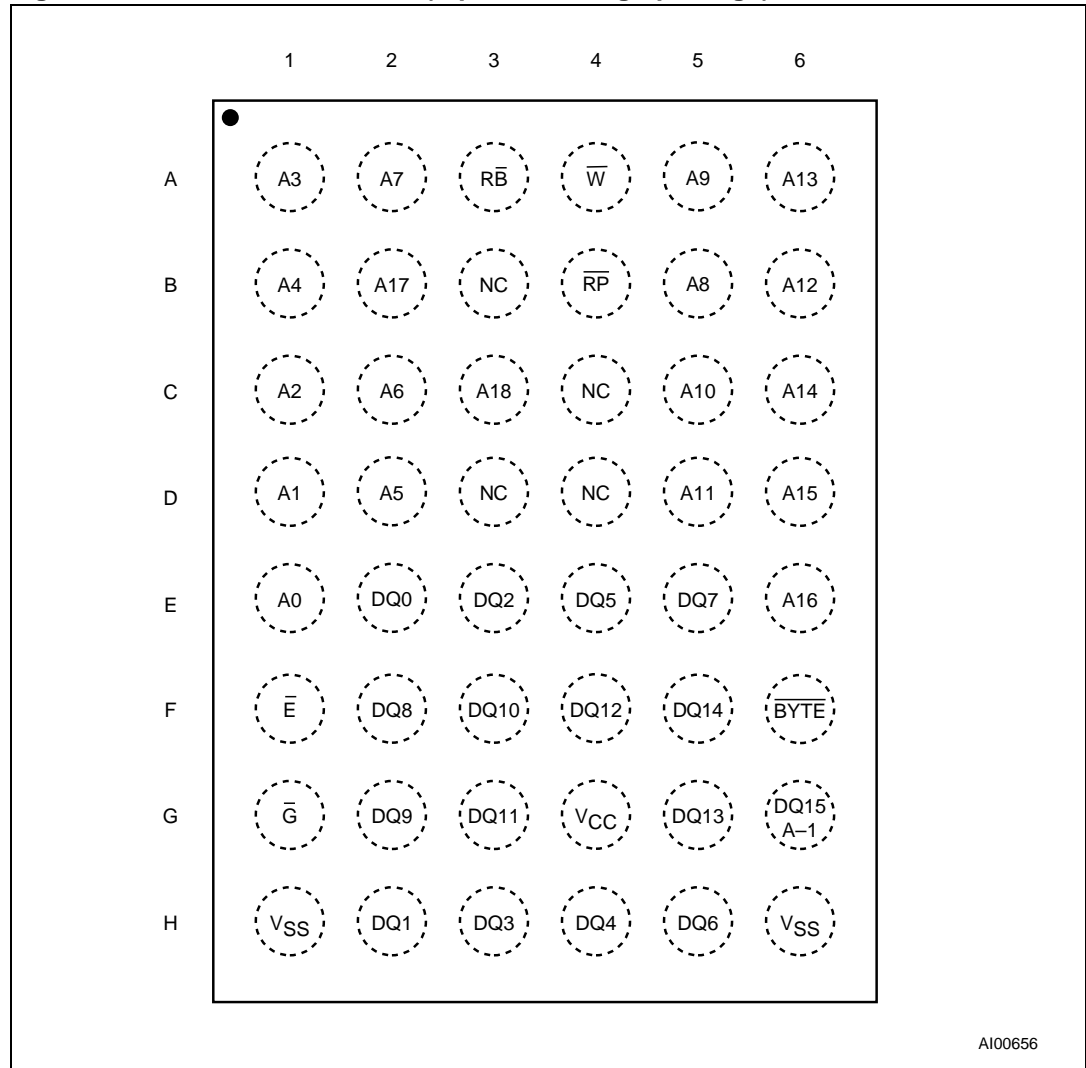 1 2 3 4 5 6
A A3 A7 RB̅ W̅ A9 A13
B A4 A17 NC R̅P̅ A8 A12
C A2 A6 A18 NC A10 A14
D A1 A5 NC NC A11 A15
E A0 DQ0 DQ2 DQ5 DQ7 A16
F E̅ DQ8 DQ10 DQ12 DQ14 B̅Y̅T̅E̅
G G̅ DQ9 DQ11 VCC DQ13 DQ15
A–1
H VSS DQ1 DQ3 DQ4 DQ6 VSS
AI00656